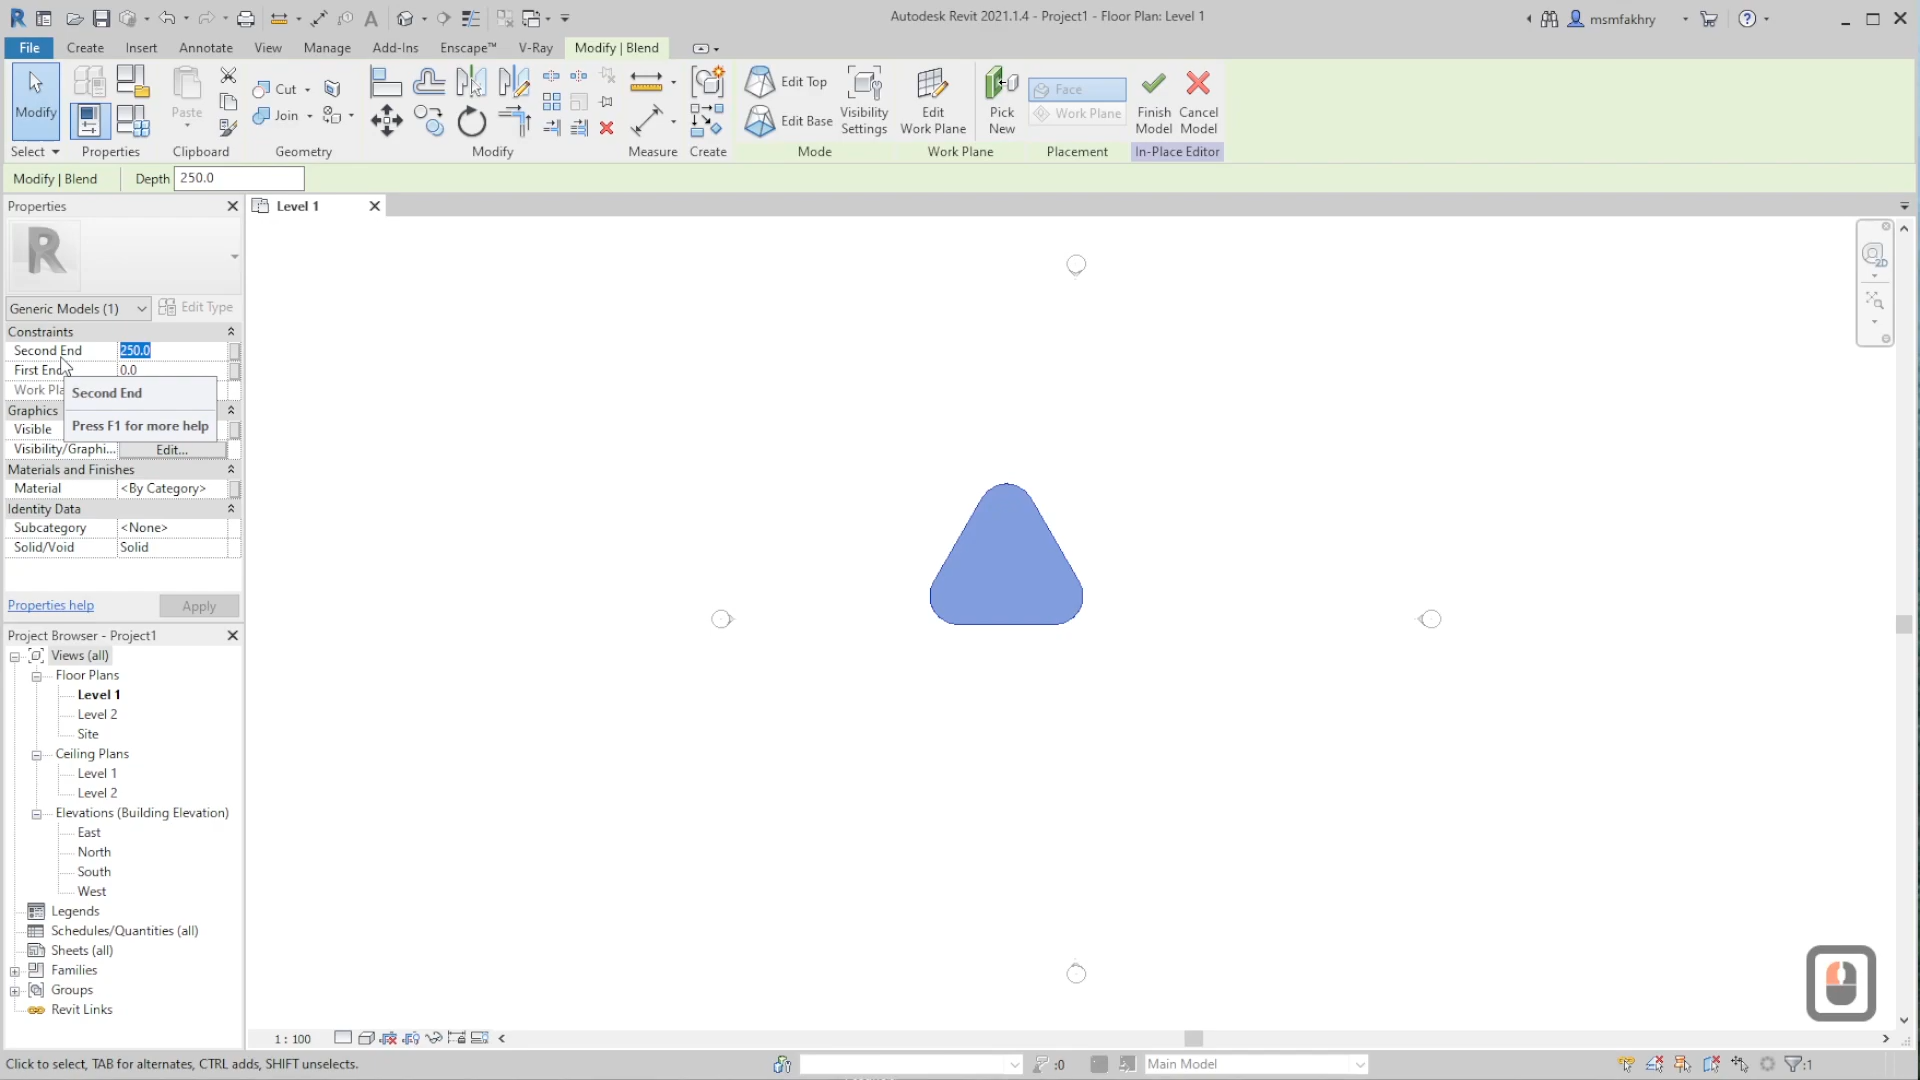 Autodesk Revit 2021.1.4 - Project1 - Floor Plan: Level 1
msmfakhry
File
Create
Insert
Annotate
View
Manage
Add-Ins
Enscape™
V-Ray
Modify | Blend
Modify
Select
Properties
Paste
Clipboard
Cut
Join
Geometry
Modify
Measure
Create
Edit Top
Edit Base
Visibility
Settings
Mode
Edit
Work Plane
Work Plane
Pick
New
Face
Work Plane
Placement
Finish
Model
Cancel
Model
In-Place Editor
Modify | Blend
Depth 250.0
Properties
Level 1
R
Generic Models (1)
Edit Type
Constraints
Second End 250.0
First End 0.0
Work Pla
Second End
Press F1 for more help
Graphics
Visible
Visibility/Graphi... Edit...
Materials and Finishes
Material <By Category>
Identity Data
Subcategory <None>
Solid/Void Solid
Properties help
Apply
Project Browser - Project1
Views (all)
Floor Plans
Level 1
Level 2
Site
Ceiling Plans
Level 1
Level 2
Elevations (Building Elevation)
East
North
South
West
Legends
Schedules/Quantities (all)
Sheets (all)
Families
Groups
Revit Links
2D
1 : 100
Click to select, TAB for alternates, CTRL adds, SHIFT unselects.
:0
Main Model
:1